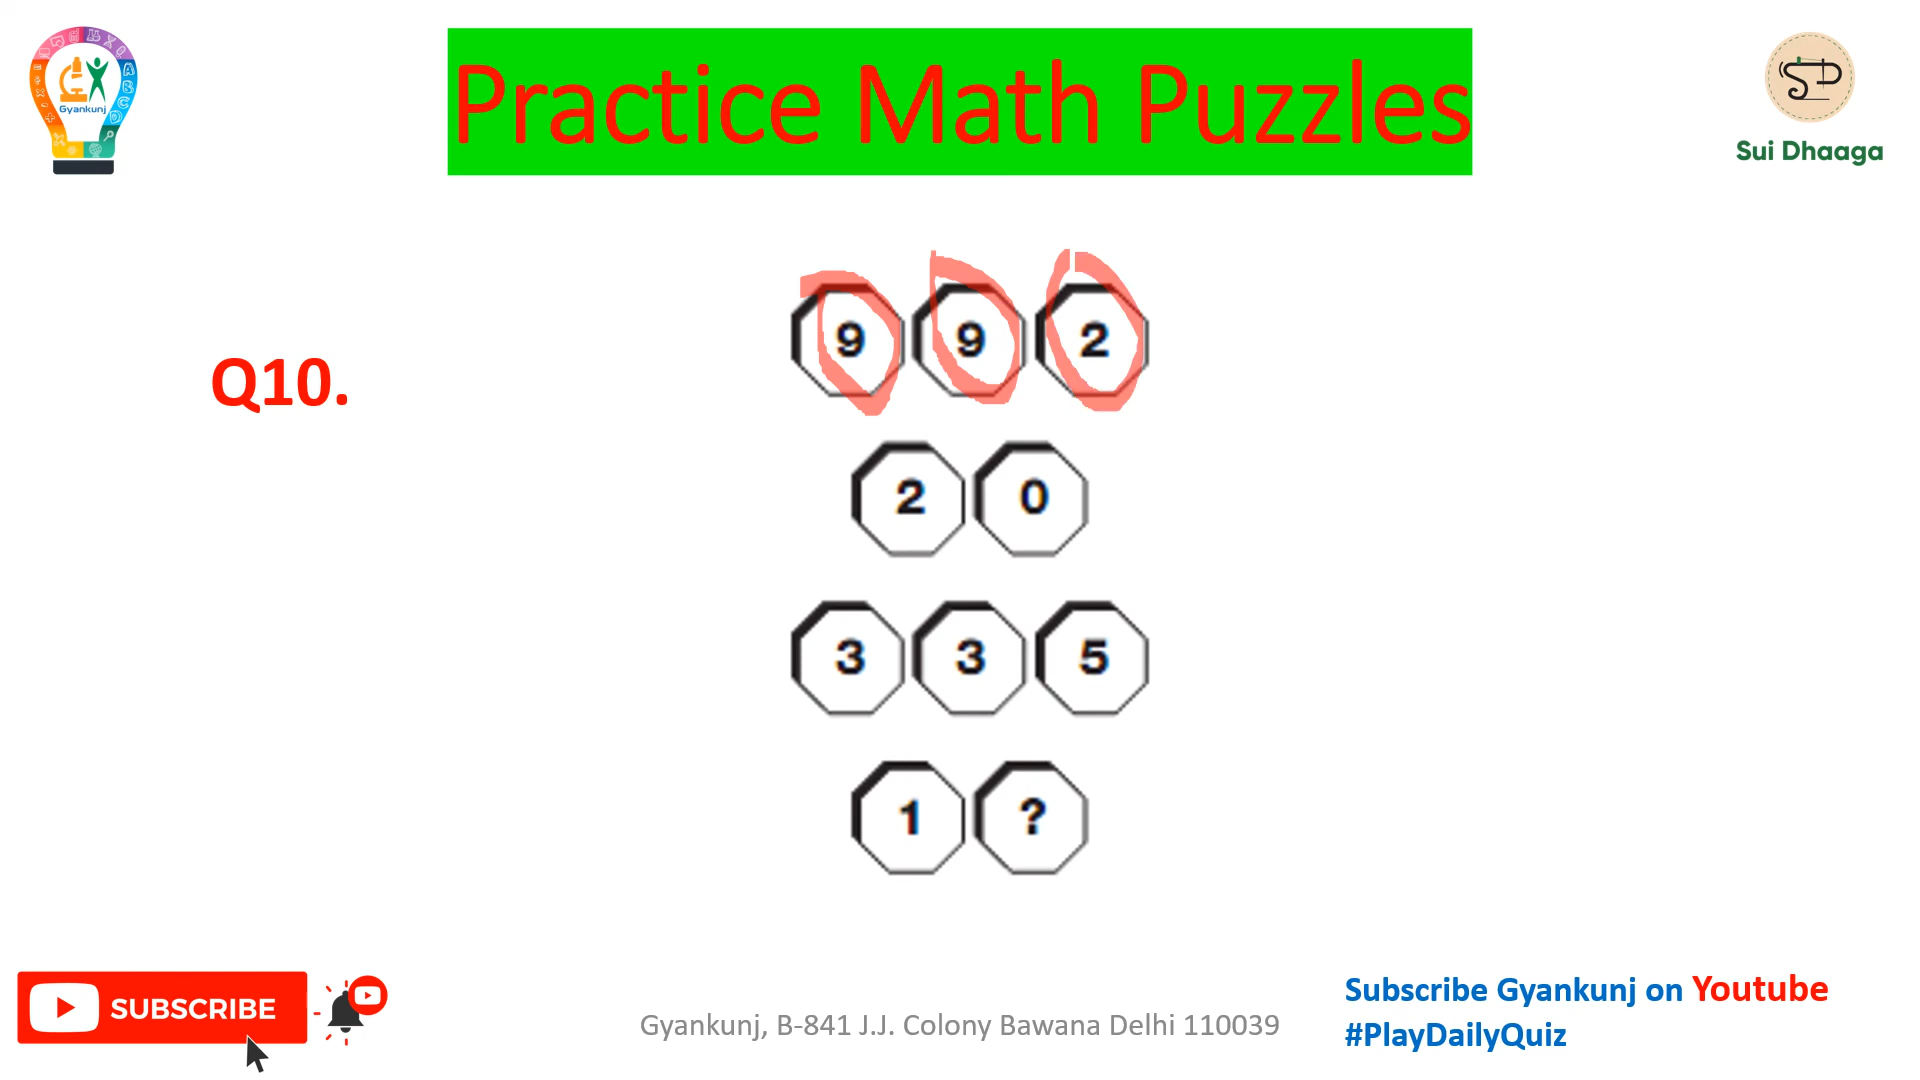 Gyankunj
Practice Math Puzzles
Sui Dhaaga
Q10.
9 9 2
2 0
3 3 5
1 ?
SUBSCRIBE
Gyankunj, B-841 J.J. Colony Bawana Delhi 110039
Subscribe Gyankunj on Youtube
#PlayDailyQuiz